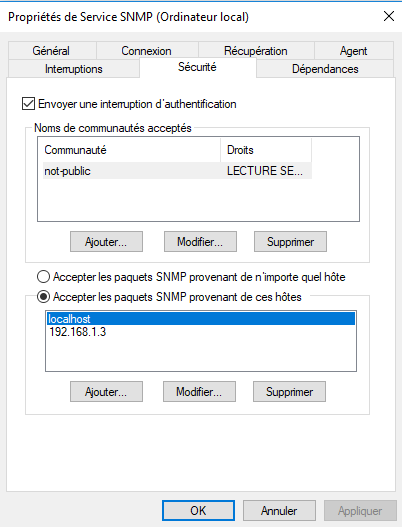 Propriétés de Service SNMP (Ordinateur local)
Général Connexion Récupération Agent
Interruptions Sécurité Dépendances
Envoyer une interruption d'authentification
Noms de communautés acceptés
Communauté Droits
not-public LECTURE SE...
Ajouter... Modifier... Supprimer
Accepter les paquets SNMP provenant de n'importe quel hôte
Accepter les paquets SNMP provenant de ces hôtes
localhost
192.168.1.3
Ajouter... Modifier... Supprimer
OK Annuler Appliquer